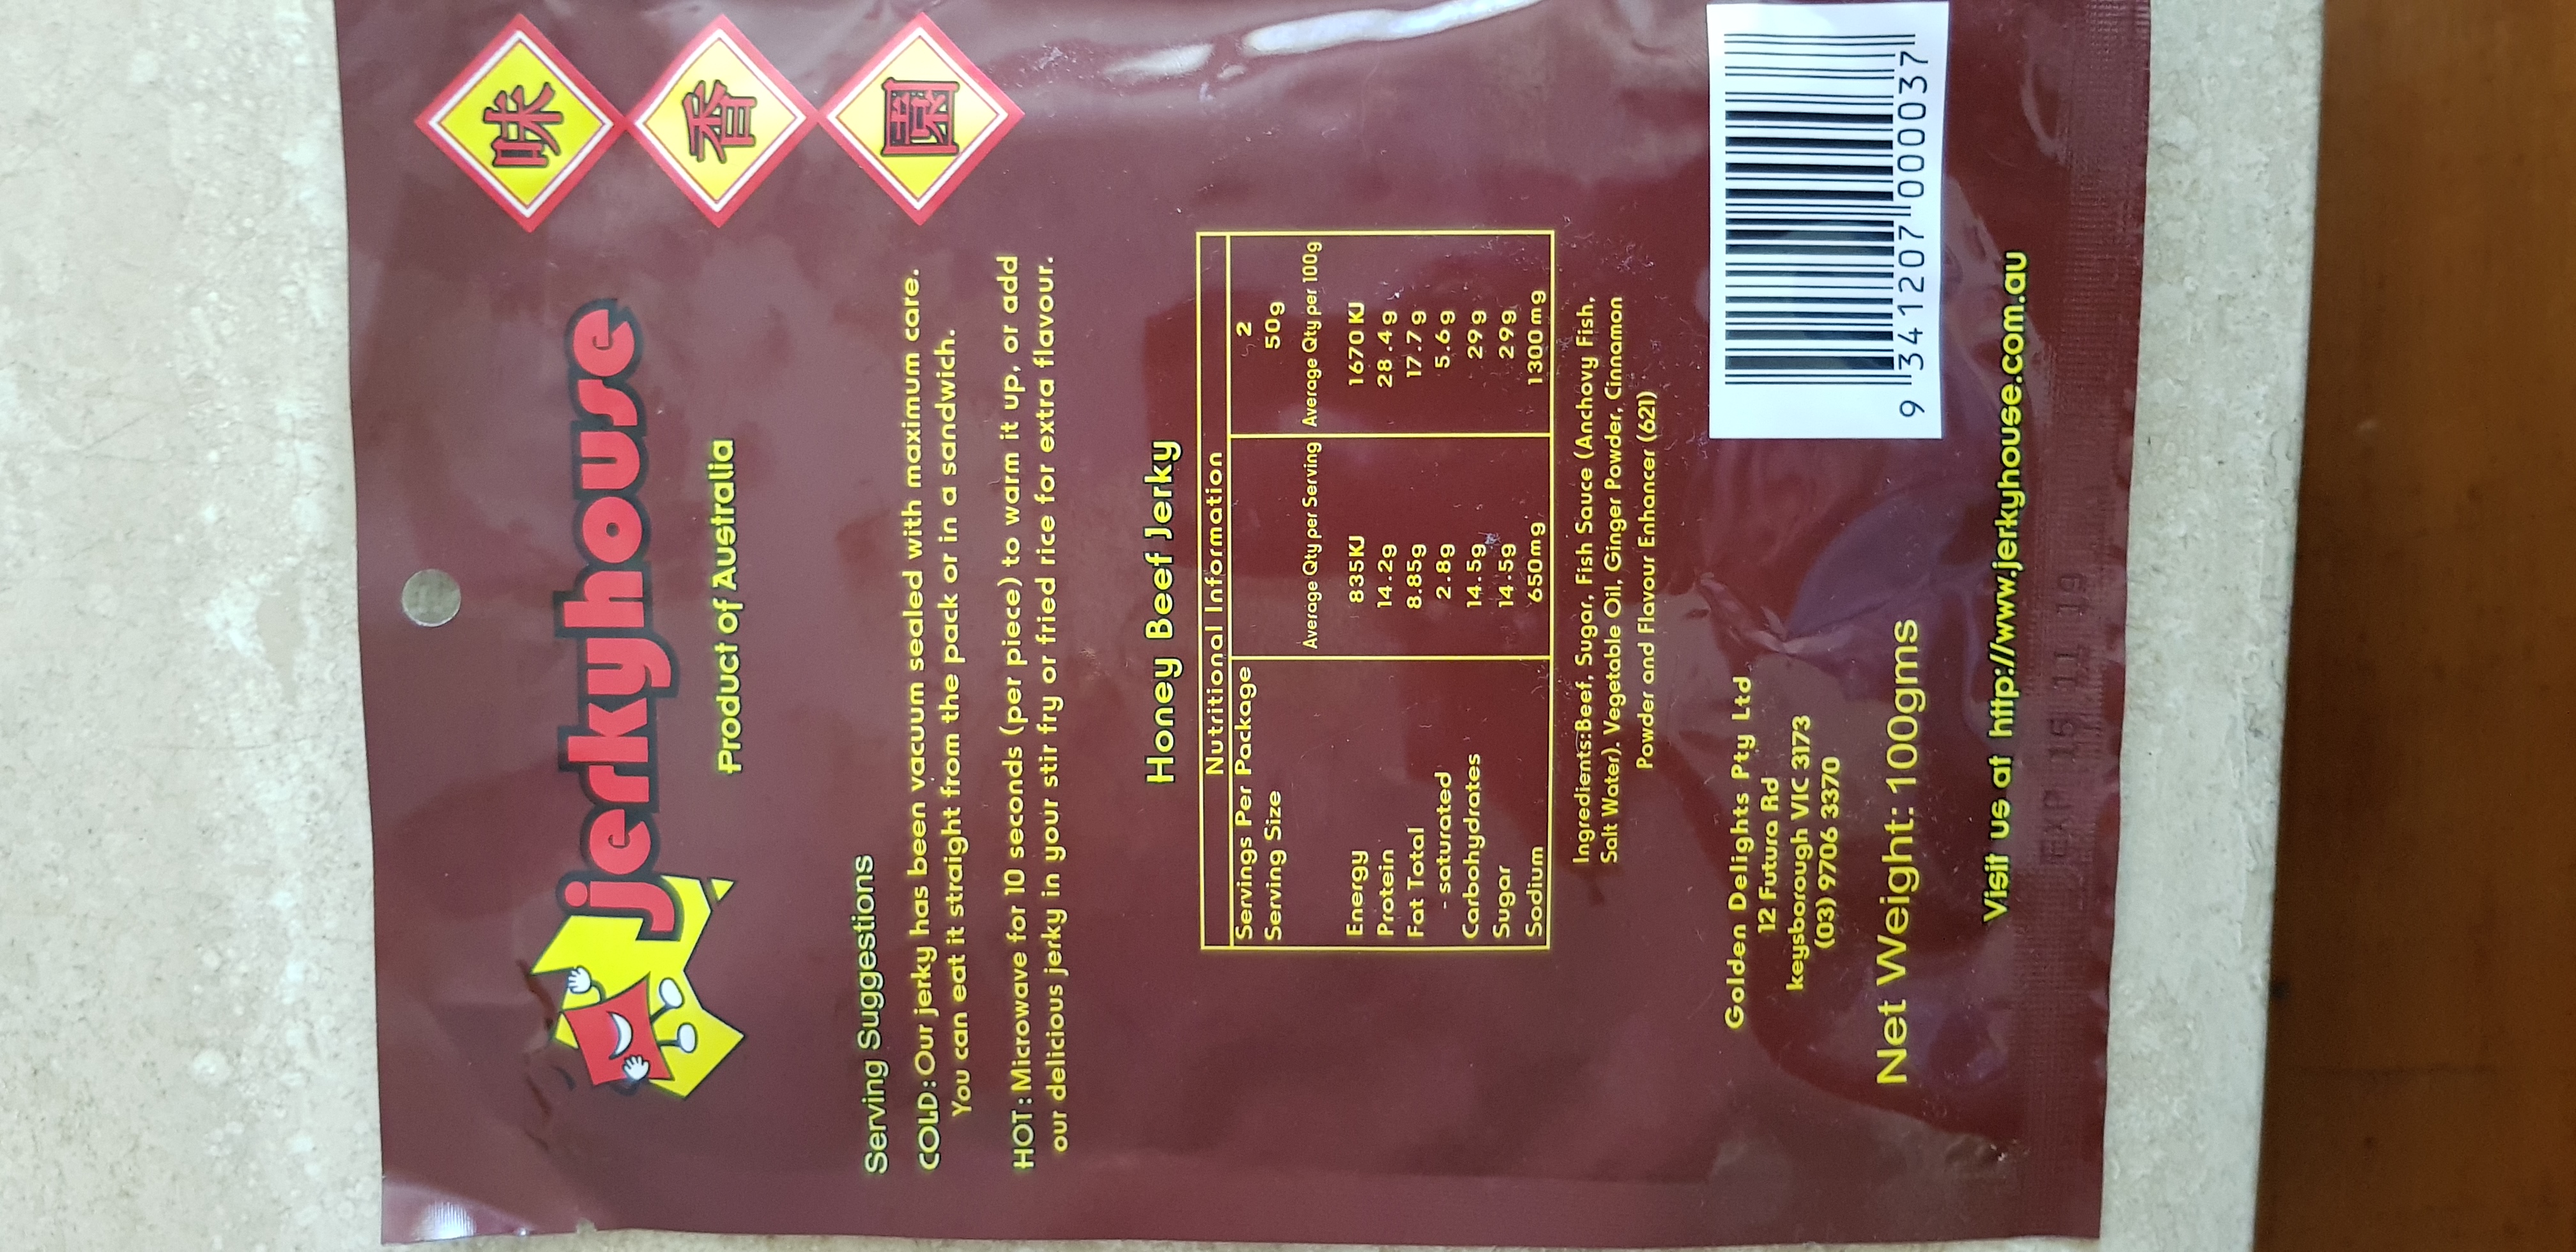 jerkyhouse
Product of Australia
味
香
園
Serving Suggestions
COLD: Our jerky has been vacuum sealed with maximum care.
You can eat it straight from the pack or in a sandwich.
HOT: Microwave for 10 seconds (per piece) to warm it up, or add
our delicious jerky in your stir fry or fried rice for extra flavour.
Honey Beef Jerky
Nutritional Information
Servings Per Package 2
Serving Size 50g
Average Qty per Serving Average Qty per 100g
Energy 835KJ 1670KJ
Protein 14.2g 28.4g
Fat Total 8.85g 17.7g
- saturated 2.8g 5.6g
Carbohydrates 14.5g 29g
Sugar 14.5g 29g
Sodium 650mg 1300mg
Ingredients:Beef, Sugar, Fish Sauce (Anchovy Fish,
Salt Water). Vegetable Oil, Ginger Powder, Cinnamon
Powder and Flavour Enhancer (621)
Golden Delights Pty Ltd
12 Futura Rd
keysborough VIC 3173
(03) 9706 3370
Net Weight: 100gms
9 341207 000037
Visit us at http://www.jerkyhouse.com.au
EXP 15 11 19